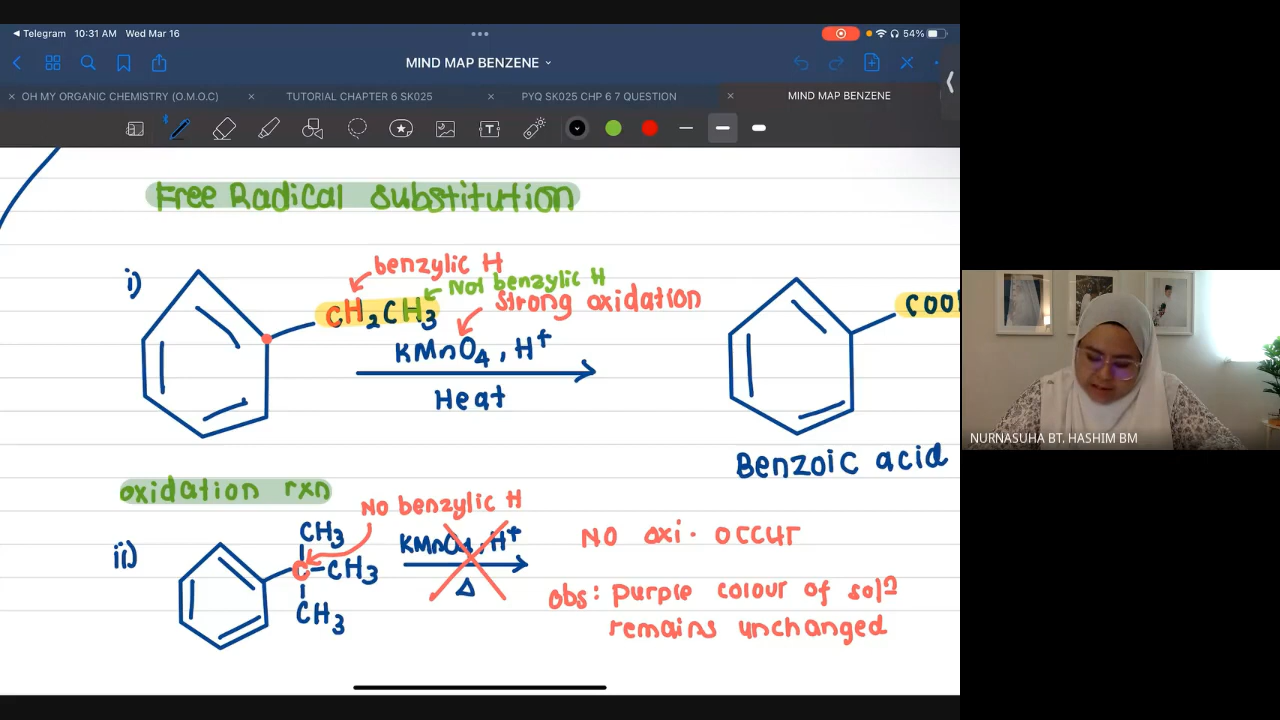 Telegram 10:31 AM Wed Mar 16
54%
MIND MAP BENZENE
OH MY ORGANIC CHEMISTRY (O.M.O.C)
TUTORIAL CHAPTER 6 SK025
PYQ SK025 CHP 6 7 QUESTION
MIND MAP BENZENE
Free Radical substitution
i)
benzylic H
Not benzylic H
strong oxidation
CH₂CH₃
KMnO₄, H⁺
Heat
COO
Benzoic acid
oxidation rxn
No benzylic H
ii)
CH₃
C-CH₃
CH₃
KMnO₄, H⁺
Δ
NO oxi. occur
obs: purple colour of solⁿ
remains unchanged
NURNASUHA BT. HASHIM BM